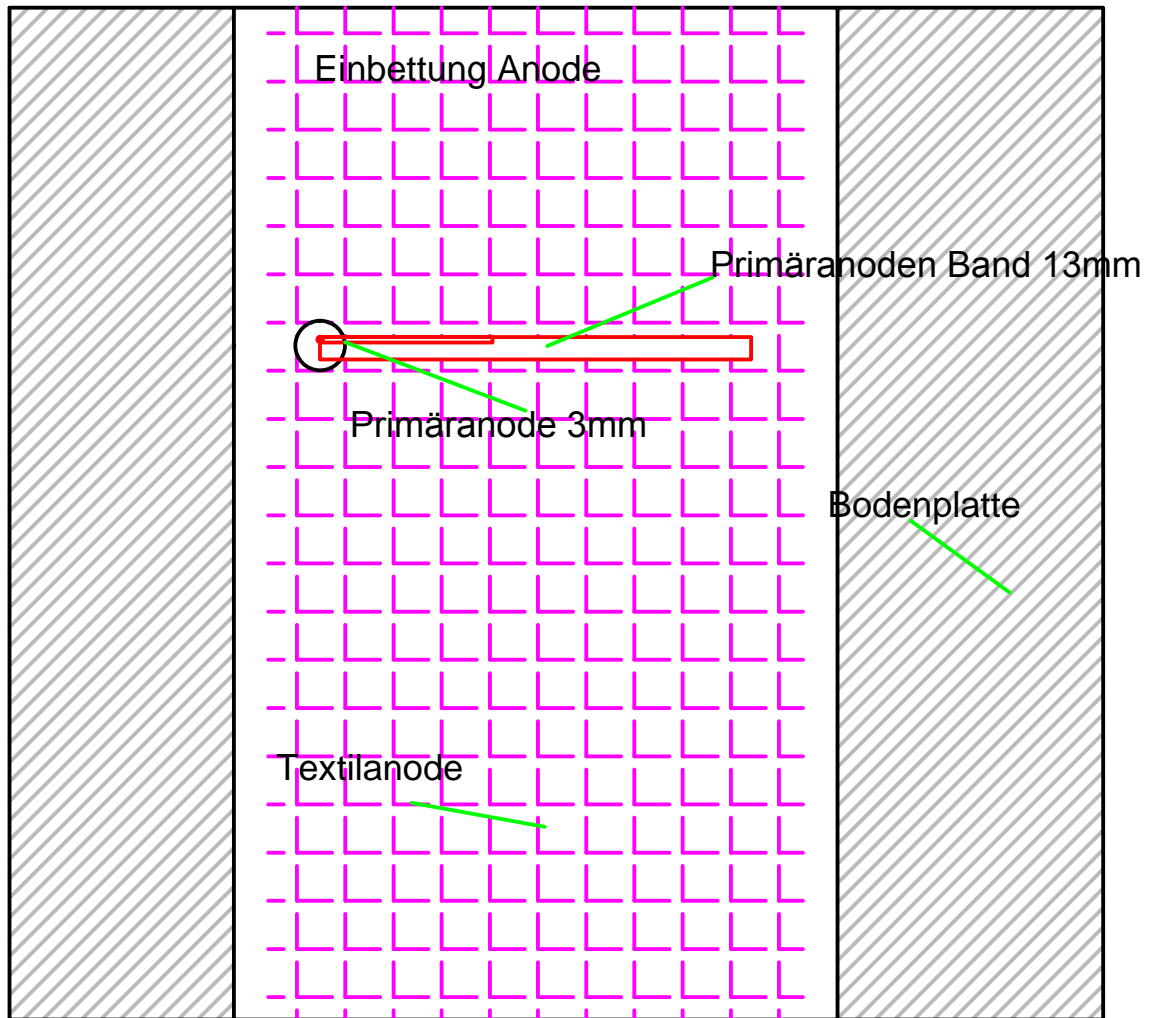 Einbettung Anode
Primäranoden Band 13mm
Primäranode 3mm
Bodenplatte
Textilanode